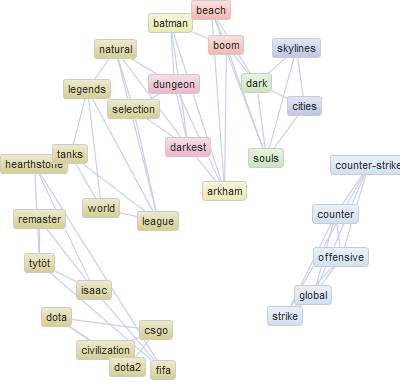 beach
batman
boom
natural
skylines
dungeon
dark
legends
selection
cities
tanks
darkest
souls
hearthstone
counter-strike
arkham
world
league
remaster
counter
tytöt
offensive
isaac
global
dota
strike
csgo
civilization
dota2
fifa